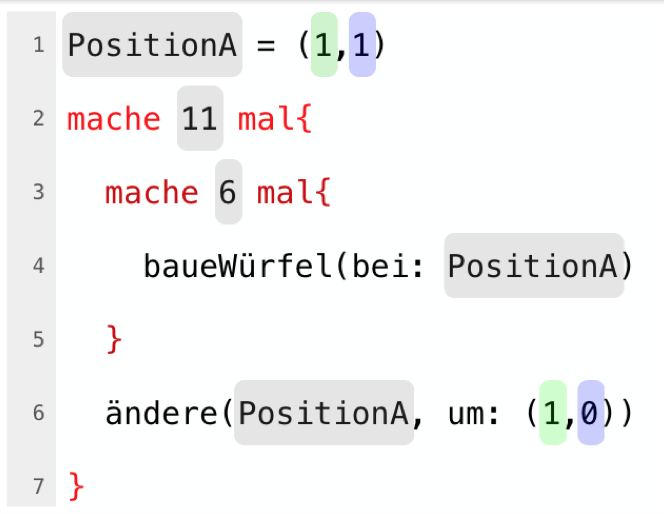 1 PositionA = (1,1)
2 mache 11 mal{
3 mache 6 mal{
4 baueWürfel(bei: PositionA)
5 }
6 ändere(PositionA, um: (1,0))
7 }